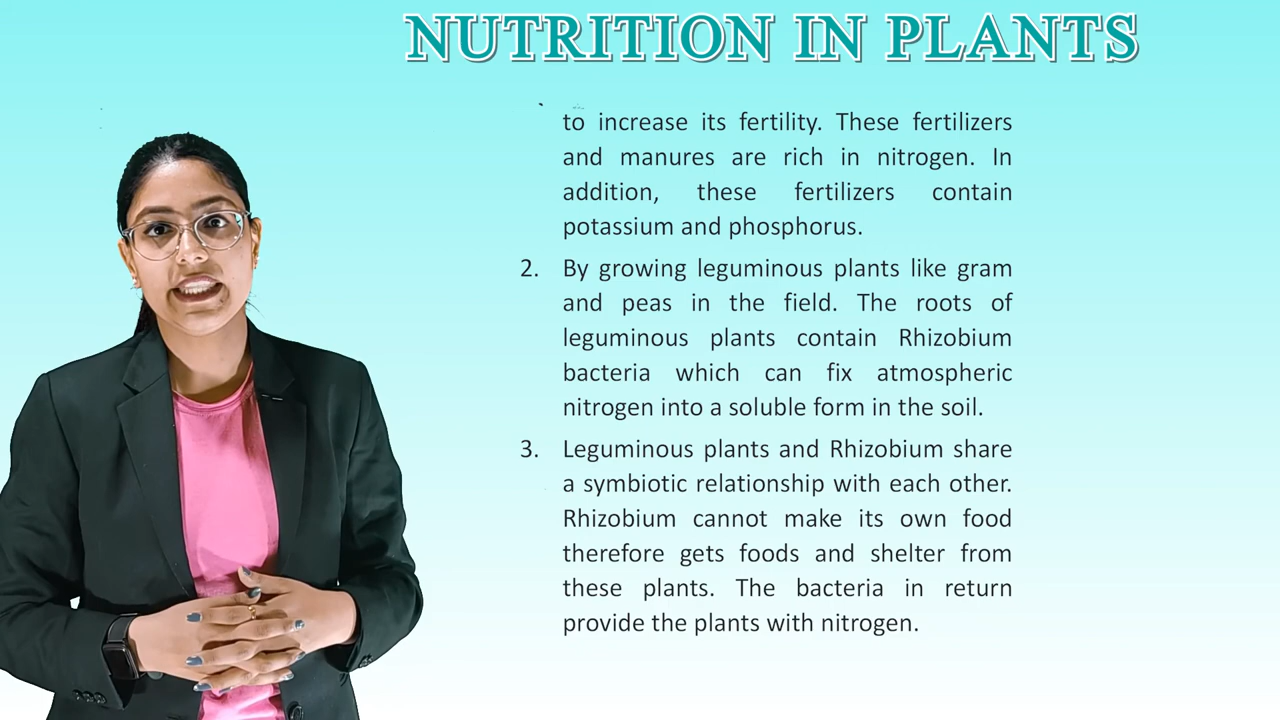 NUTRITION IN PLANTS
to increase its fertility. These fertilizers
and manures are rich in nitrogen. In
addition, these fertilizers contain
potassium and phosphorus.
2. By growing leguminous plants like gram
and peas in the field. The roots of
leguminous plants contain Rhizobium
bacteria which can fix atmospheric
nitrogen into a soluble form in the soil.
3. Leguminous plants and Rhizobium share
a symbiotic relationship with each other.
Rhizobium cannot make its own food
therefore gets foods and shelter from
these plants. The bacteria in return
provide the plants with nitrogen.